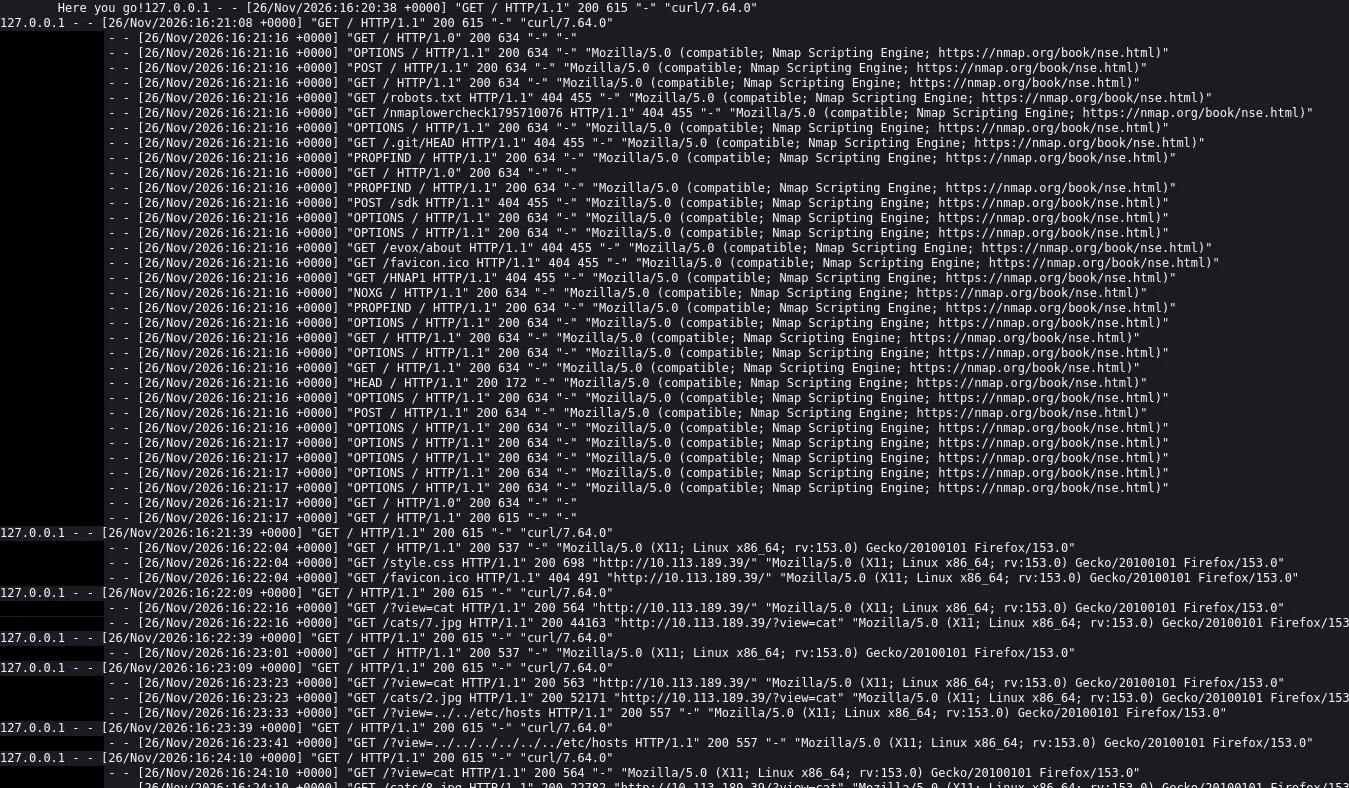 Here you go!127.0.0.1 - - [26/Nov/2026:16:20:38 +0000] "GET / HTTP/1.1" 200 615 "-" "curl/7.64.0"
127.0.0.1 - - [26/Nov/2026:16:21:08 +0000] "GET / HTTP/1.1" 200 615 "-" "curl/7.64.0"
- - [26/Nov/2026:16:21:16 +0000] "GET / HTTP/1.0" 200 634 "-" "-"
- - [26/Nov/2026:16:21:16 +0000] "OPTIONS / HTTP/1.1" 200 634 "-" "Mozilla/5.0 (compatible; Nmap Scripting Engine; https://nmap.org/book/nse.html)"
- - [26/Nov/2026:16:21:16 +0000] "POST / HTTP/1.1" 200 634 "-" "Mozilla/5.0 (compatible; Nmap Scripting Engine; https://nmap.org/book/nse.html)"
- - [26/Nov/2026:16:21:16 +0000] "GET / HTTP/1.1" 200 634 "-" "Mozilla/5.0 (compatible; Nmap Scripting Engine; https://nmap.org/book/nse.html)"
- - [26/Nov/2026:16:21:16 +0000] "GET /robots.txt HTTP/1.1" 404 455 "-" "Mozilla/5.0 (compatible; Nmap Scripting Engine; https://nmap.org/book/nse.html)"
- - [26/Nov/2026:16:21:16 +0000] "GET /nmaplowercheck1795710076 HTTP/1.1" 404 455 "-" "Mozilla/5.0 (compatible; Nmap Scripting Engine; https://nmap.org/book/nse.html)"
- - [26/Nov/2026:16:21:16 +0000] "OPTIONS / HTTP/1.1" 200 634 "-" "Mozilla/5.0 (compatible; Nmap Scripting Engine; https://nmap.org/book/nse.html)"
- - [26/Nov/2026:16:21:16 +0000] "GET /.git/HEAD HTTP/1.1" 404 455 "-" "Mozilla/5.0 (compatible; Nmap Scripting Engine; https://nmap.org/book/nse.html)"
- - [26/Nov/2026:16:21:16 +0000] "PROPFIND / HTTP/1.1" 200 634 "-" "Mozilla/5.0 (compatible; Nmap Scripting Engine; https://nmap.org/book/nse.html)"
- - [26/Nov/2026:16:21:16 +0000] "GET / HTTP/1.0" 200 634 "-" "-"
- - [26/Nov/2026:16:21:16 +0000] "PROPFIND / HTTP/1.1" 200 634 "-" "Mozilla/5.0 (compatible; Nmap Scripting Engine; https://nmap.org/book/nse.html)"
- - [26/Nov/2026:16:21:16 +0000] "POST /sdk HTTP/1.1" 404 455 "-" "Mozilla/5.0 (compatible; Nmap Scripting Engine; https://nmap.org/book/nse.html)"
- - [26/Nov/2026:16:21:16 +0000] "OPTIONS / HTTP/1.1" 200 634 "-" "Mozilla/5.0 (compatible; Nmap Scripting Engine; https://nmap.org/book/nse.html)"
- - [26/Nov/2026:16:21:16 +0000] "OPTIONS / HTTP/1.1" 200 634 "-" "Mozilla/5.0 (compatible; Nmap Scripting Engine; https://nmap.org/book/nse.html)"
- - [26/Nov/2026:16:21:16 +0000] "GET /evox/about HTTP/1.1" 404 455 "-" "Mozilla/5.0 (compatible; Nmap Scripting Engine; https://nmap.org/book/nse.html)"
- - [26/Nov/2026:16:21:16 +0000] "GET /favicon.ico HTTP/1.1" 404 455 "-" "Mozilla/5.0 (compatible; Nmap Scripting Engine; https://nmap.org/book/nse.html)"
- - [26/Nov/2026:16:21:16 +0000] "GET /HNAP1 HTTP/1.1" 404 455 "-" "Mozilla/5.0 (compatible; Nmap Scripting Engine; https://nmap.org/book/nse.html)"
- - [26/Nov/2026:16:21:16 +0000] "NOXG / HTTP/1.1" 200 634 "-" "Mozilla/5.0 (compatible; Nmap Scripting Engine; https://nmap.org/book/nse.html)"
- - [26/Nov/2026:16:21:16 +0000] "PROPFIND / HTTP/1.1" 200 634 "-" "Mozilla/5.0 (compatible; Nmap Scripting Engine; https://nmap.org/book/nse.html)"
- - [26/Nov/2026:16:21:16 +0000] "OPTIONS / HTTP/1.1" 200 634 "-" "Mozilla/5.0 (compatible; Nmap Scripting Engine; https://nmap.org/book/nse.html)"
- - [26/Nov/2026:16:21:16 +0000] "GET / HTTP/1.1" 200 634 "-" "Mozilla/5.0 (compatible; Nmap Scripting Engine; https://nmap.org/book/nse.html)"
- - [26/Nov/2026:16:21:16 +0000] "OPTIONS / HTTP/1.1" 200 634 "-" "Mozilla/5.0 (compatible; Nmap Scripting Engine; https://nmap.org/book/nse.html)"
- - [26/Nov/2026:16:21:16 +0000] "GET / HTTP/1.1" 200 634 "-" "Mozilla/5.0 (compatible; Nmap Scripting Engine; https://nmap.org/book/nse.html)"
- - [26/Nov/2026:16:21:16 +0000] "HEAD / HTTP/1.1" 200 172 "-" "Mozilla/5.0 (compatible; Nmap Scripting Engine; https://nmap.org/book/nse.html)"
- - [26/Nov/2026:16:21:16 +0000] "OPTIONS / HTTP/1.1" 200 634 "-" "Mozilla/5.0 (compatible; Nmap Scripting Engine; https://nmap.org/book/nse.html)"
- - [26/Nov/2026:16:21:16 +0000] "POST / HTTP/1.1" 200 634 "-" "Mozilla/5.0 (compatible; Nmap Scripting Engine; https://nmap.org/book/nse.html)"
- - [26/Nov/2026:16:21:16 +0000] "OPTIONS / HTTP/1.1" 200 634 "-" "Mozilla/5.0 (compatible; Nmap Scripting Engine; https://nmap.org/book/nse.html)"
- - [26/Nov/2026:16:21:17 +0000] "OPTIONS / HTTP/1.1" 200 634 "-" "Mozilla/5.0 (compatible; Nmap Scripting Engine; https://nmap.org/book/nse.html)"
- - [26/Nov/2026:16:21:17 +0000] "OPTIONS / HTTP/1.1" 200 634 "-" "Mozilla/5.0 (compatible; Nmap Scripting Engine; https://nmap.org/book/nse.html)"
- - [26/Nov/2026:16:21:17 +0000] "OPTIONS / HTTP/1.1" 200 634 "-" "Mozilla/5.0 (compatible; Nmap Scripting Engine; https://nmap.org/book/nse.html)"
- - [26/Nov/2026:16:21:17 +0000] "OPTIONS / HTTP/1.1" 200 634 "-" "Mozilla/5.0 (compatible; Nmap Scripting Engine; https://nmap.org/book/nse.html)"
- - [26/Nov/2026:16:21:17 +0000] "GET / HTTP/1.0" 200 634 "-" "-"
- - [26/Nov/2026:16:21:17 +0000] "GET / HTTP/1.1" 200 615 "-" "-"
127.0.0.1 - - [26/Nov/2026:16:21:39 +0000] "GET / HTTP/1.1" 200 615 "-" "curl/7.64.0"
- - [26/Nov/2026:16:22:04 +0000] "GET / HTTP/1.1" 200 537 "-" "Mozilla/5.0 (X11; Linux x86_64; rv:153.0) Gecko/20100101 Firefox/153.0"
- - [26/Nov/2026:16:22:04 +0000] "GET /style.css HTTP/1.1" 200 698 "http://10.113.189.39/" "Mozilla/5.0 (X11; Linux x86_64; rv:153.0) Gecko/20100101 Firefox/153.0"
- - [26/Nov/2026:16:22:04 +0000] "GET /favicon.ico HTTP/1.1" 404 491 "http://10.113.189.39/" "Mozilla/5.0 (X11; Linux x86_64; rv:153.0) Gecko/20100101 Firefox/153.0"
127.0.0.1 - - [26/Nov/2026:16:22:09 +0000] "GET / HTTP/1.1" 200 615 "-" "curl/7.64.0"
- - [26/Nov/2026:16:22:16 +0000] "GET /?view=cat HTTP/1.1" 200 564 "http://10.113.189.39/" "Mozilla/5.0 (X11; Linux x86_64; rv:153.0) Gecko/20100101 Firefox/153.0"
- - [26/Nov/2026:16:22:16 +0000] "GET /cats/7.jpg HTTP/1.1" 200 44163 "http://10.113.189.39/?view=cat" "Mozilla/5.0 (X11; Linux x86_64; rv:153.0) Gecko/20100101 Firefox/153
127.0.0.1 - - [26/Nov/2026:16:22:39 +0000] "GET / HTTP/1.1" 200 615 "-" "curl/7.64.0"
- - [26/Nov/2026:16:23:01 +0000] "GET / HTTP/1.1" 200 537 "-" "Mozilla/5.0 (X11; Linux x86_64; rv:153.0) Gecko/20100101 Firefox/153.0"
127.0.0.1 - - [26/Nov/2026:16:23:09 +0000] "GET / HTTP/1.1" 200 615 "-" "curl/7.64.0"
- - [26/Nov/2026:16:23:23 +0000] "GET /?view=cat HTTP/1.1" 200 563 "http://10.113.189.39/" "Mozilla/5.0 (X11; Linux x86_64; rv:153.0) Gecko/20100101 Firefox/153.0"
- - [26/Nov/2026:16:23:23 +0000] "GET /cats/2.jpg HTTP/1.1" 200 52171 "http://10.113.189.39/?view=cat" "Mozilla/5.0 (X11; Linux x86_64; rv:153.0) Gecko/20100101 Firefox/153
- - [26/Nov/2026:16:23:33 +0000] "GET /?view=../../etc/hosts HTTP/1.1" 200 557 "-" "Mozilla/5.0 (X11; Linux x86_64; rv:153.0) Gecko/20100101 Firefox/153.0"
127.0.0.1 - - [26/Nov/2026:16:23:39 +0000] "GET / HTTP/1.1" 200 615 "-" "curl/7.64.0"
- - [26/Nov/2026:16:23:41 +0000] "GET /?view=../../../../../../etc/hosts HTTP/1.1" 200 557 "-" "Mozilla/5.0 (X11; Linux x86_64; rv:153.0) Gecko/20100101 Firefox/153.0"
127.0.0.1 - - [26/Nov/2026:16:24:10 +0000] "GET / HTTP/1.1" 200 615 "-" "curl/7.64.0"
- - [26/Nov/2026:16:24:10 +0000] "GET /?view=cat HTTP/1.1" 200 564 "-" "Mozilla/5.0 (X11; Linux x86_64; rv:153.0) Gecko/20100101 Firefox/153.0"
- - [26/Nov/2026:16:24:10 +0000] "GET /cats/8.jpg HTTP/1.1" 200 22782 "http://10.113.189.39/?view=cat" "Mozilla/5.0 (X11; Linux x86_64; rv:153.0) Gecko/20100101 Firefox/153